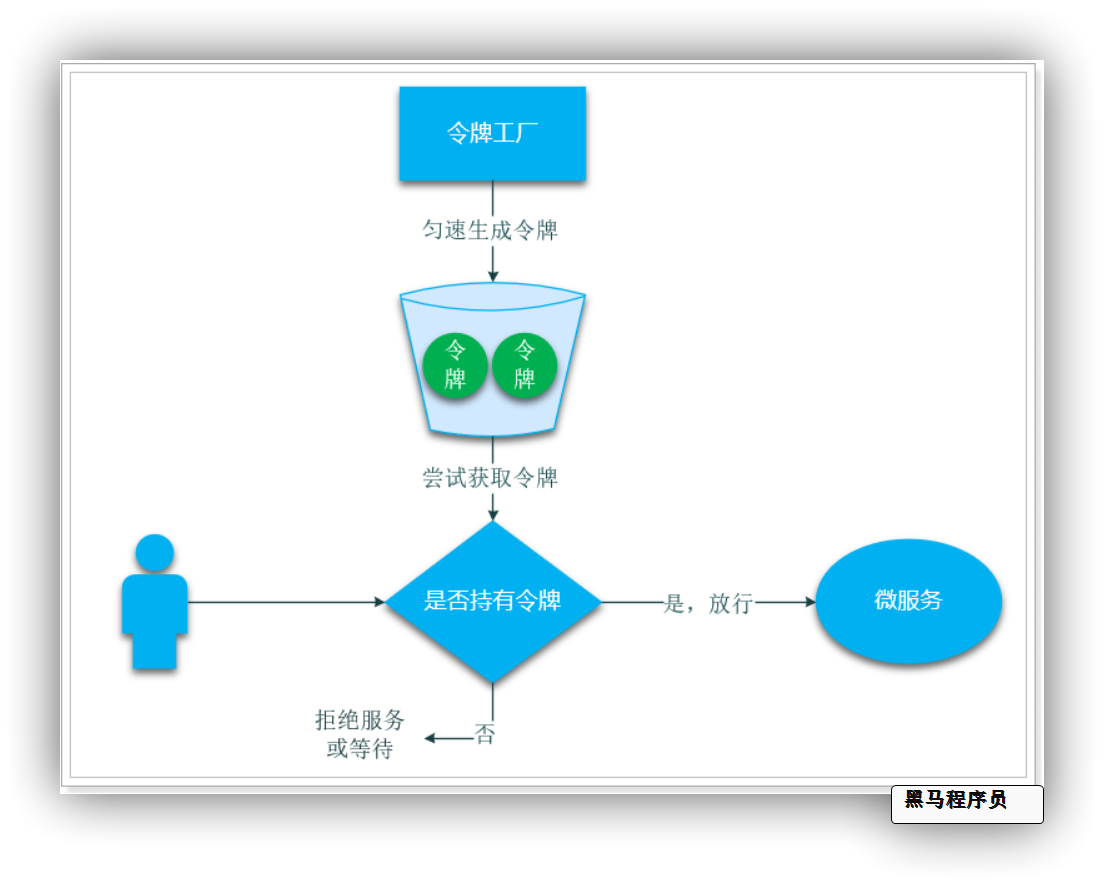 令牌工厂
匀速生成令牌
令
牌
令
牌
尝试获取令牌
是否持有令牌
是，放行
微服务
否
拒绝服务
或等待
黑马程序员